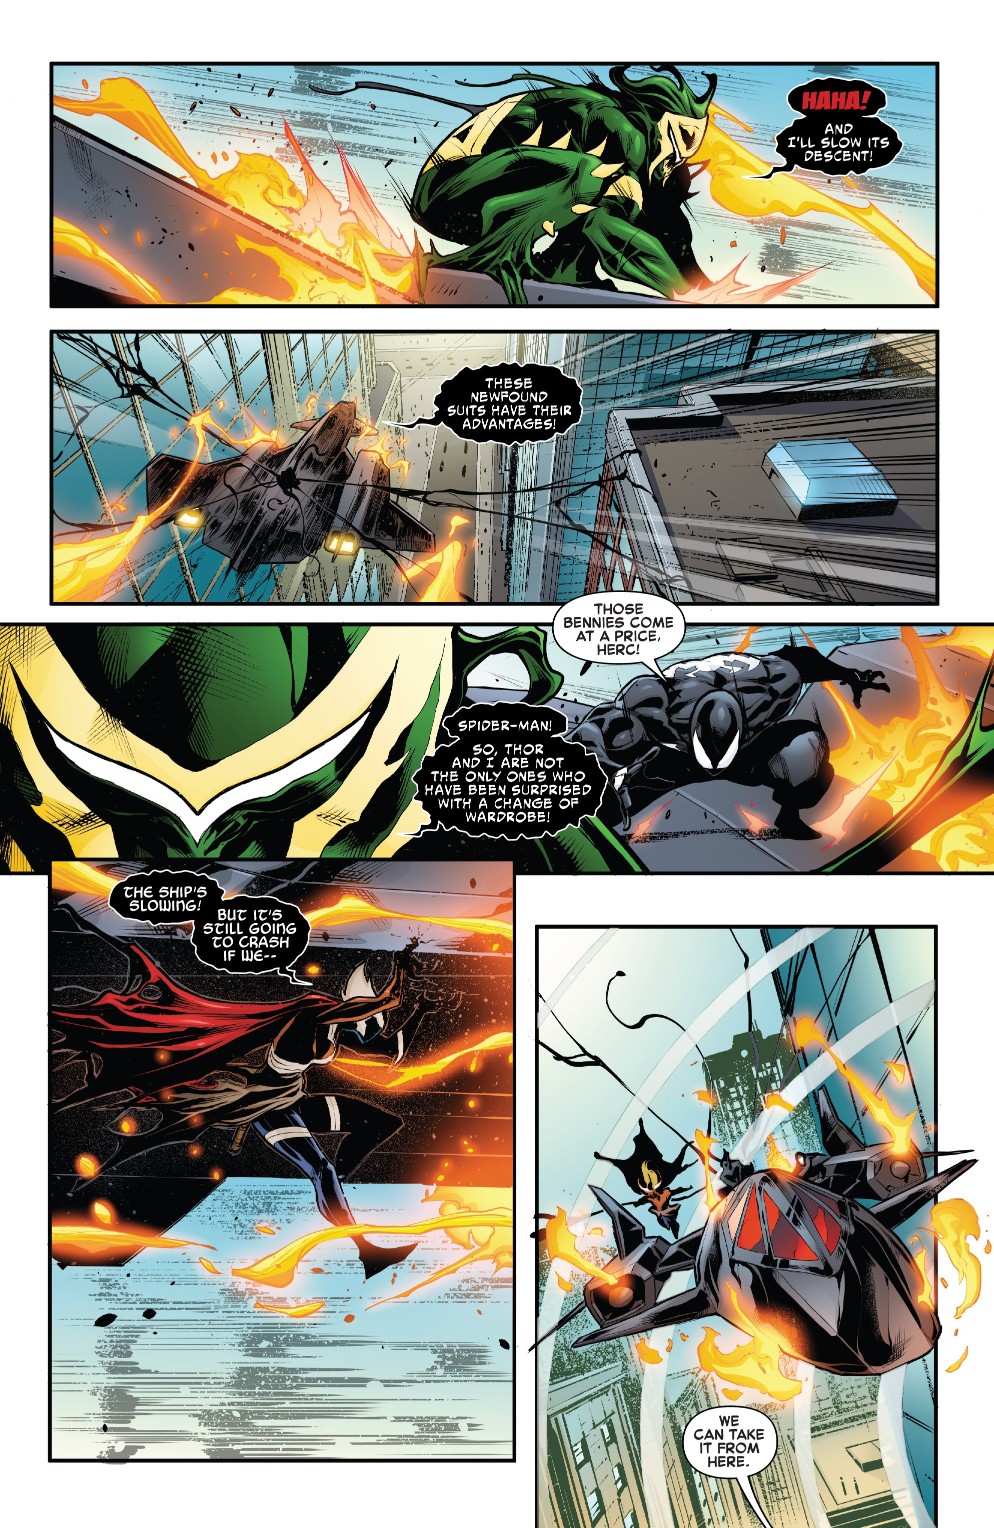 HAHA!
AND
I'LL SLOW ITS
DESCENT!
THESE
NEWFOUND
SUITS HAVE THEIR
ADVANTAGES!
THOSE
BENNIES COME
AT A PRICE,
HERC!
SPIDER-MAN!
SO, THOR
AND I ARE NOT
THE ONLY ONES WHO
HAVE BEEN SURPRISED
WITH A CHANGE OF
WARDROBE!
THE SHIP'S
SLOWING!
BUT IT'S
STILL GOING
TO CRASH
IF WE--
WE
CAN TAKE
IT FROM
HERE.